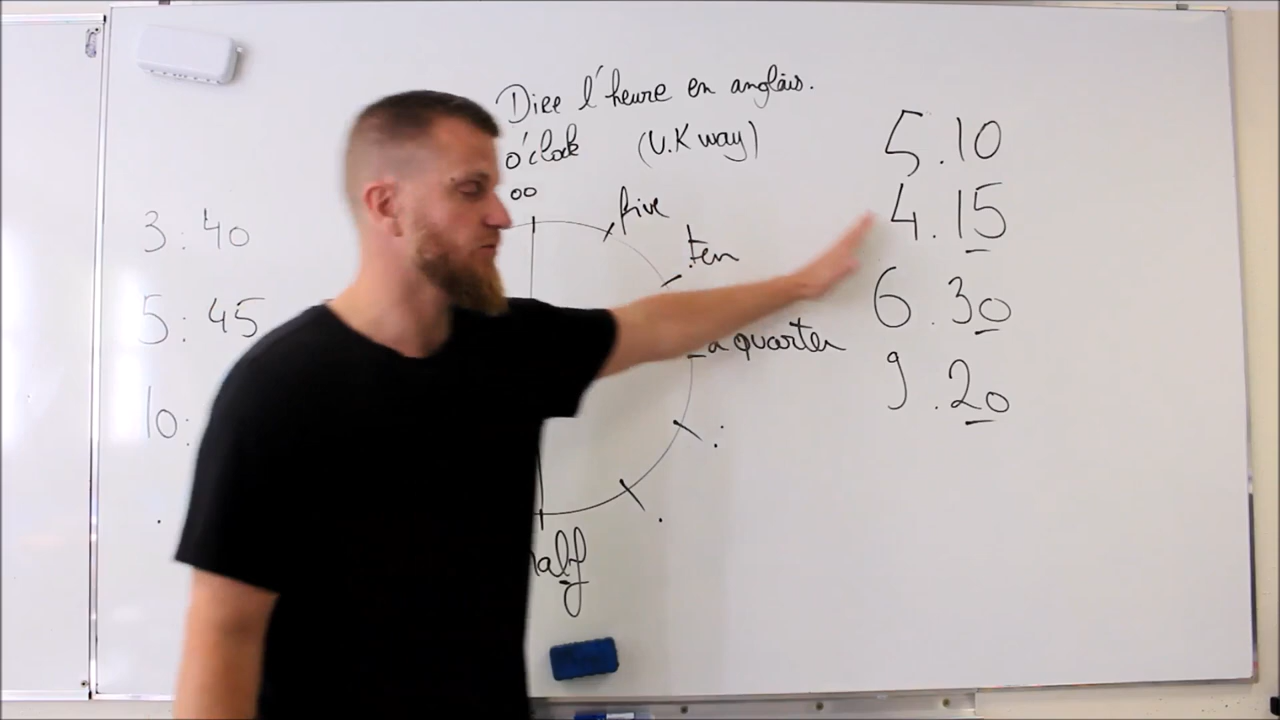 Dire l'heure en anglais.
o'clock (U.K way)
00
five
ten
a quarter
half
3:40
5:45
10:
5.10
4.15
6.30
9.20